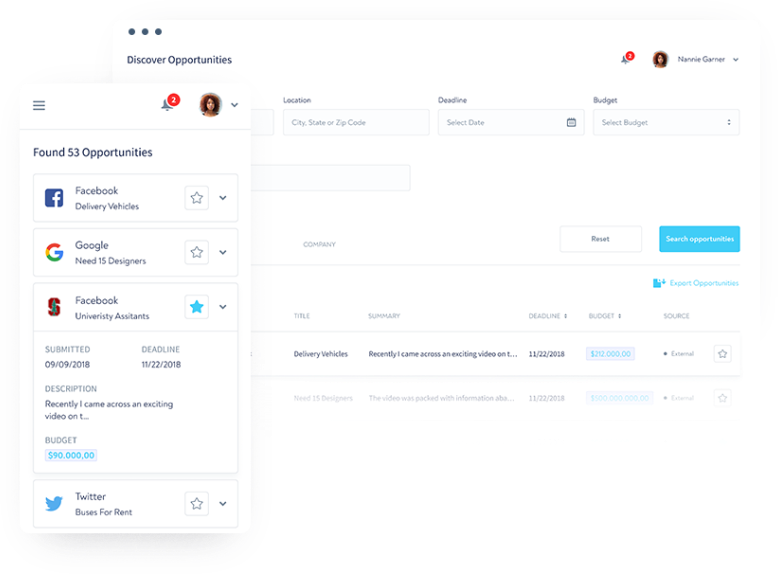 Discover Opportunities
2
Nannie Garner
Location
Deadline
Budget
City, State or Zip Code
Select Date
Select Budget
COMPANY
Reset
Search opportunities
Export Opportunities
TITLE
SUMMARY
DEADLINE
BUDGET
SOURCE
Delivery Vehicles
Recently I came across an exciting video on t...
11/22/2018
$212.000,00
External
Need 15 Designers
The video was packed with information aba...
11/22/2018
$500.000.000,00
External
2
Found 53 Opportunities
Facebook
Delivery Vehicles
Google
Need 15 Designers
Facebook
Univeristy Assitants
SUBMITTED
DEADLINE
09/09/2018
11/22/2018
DESCRIPTION
Recently I came across an exciting
video on t...
BUDGET
$90.000,00
Twitter
Buses For Rent